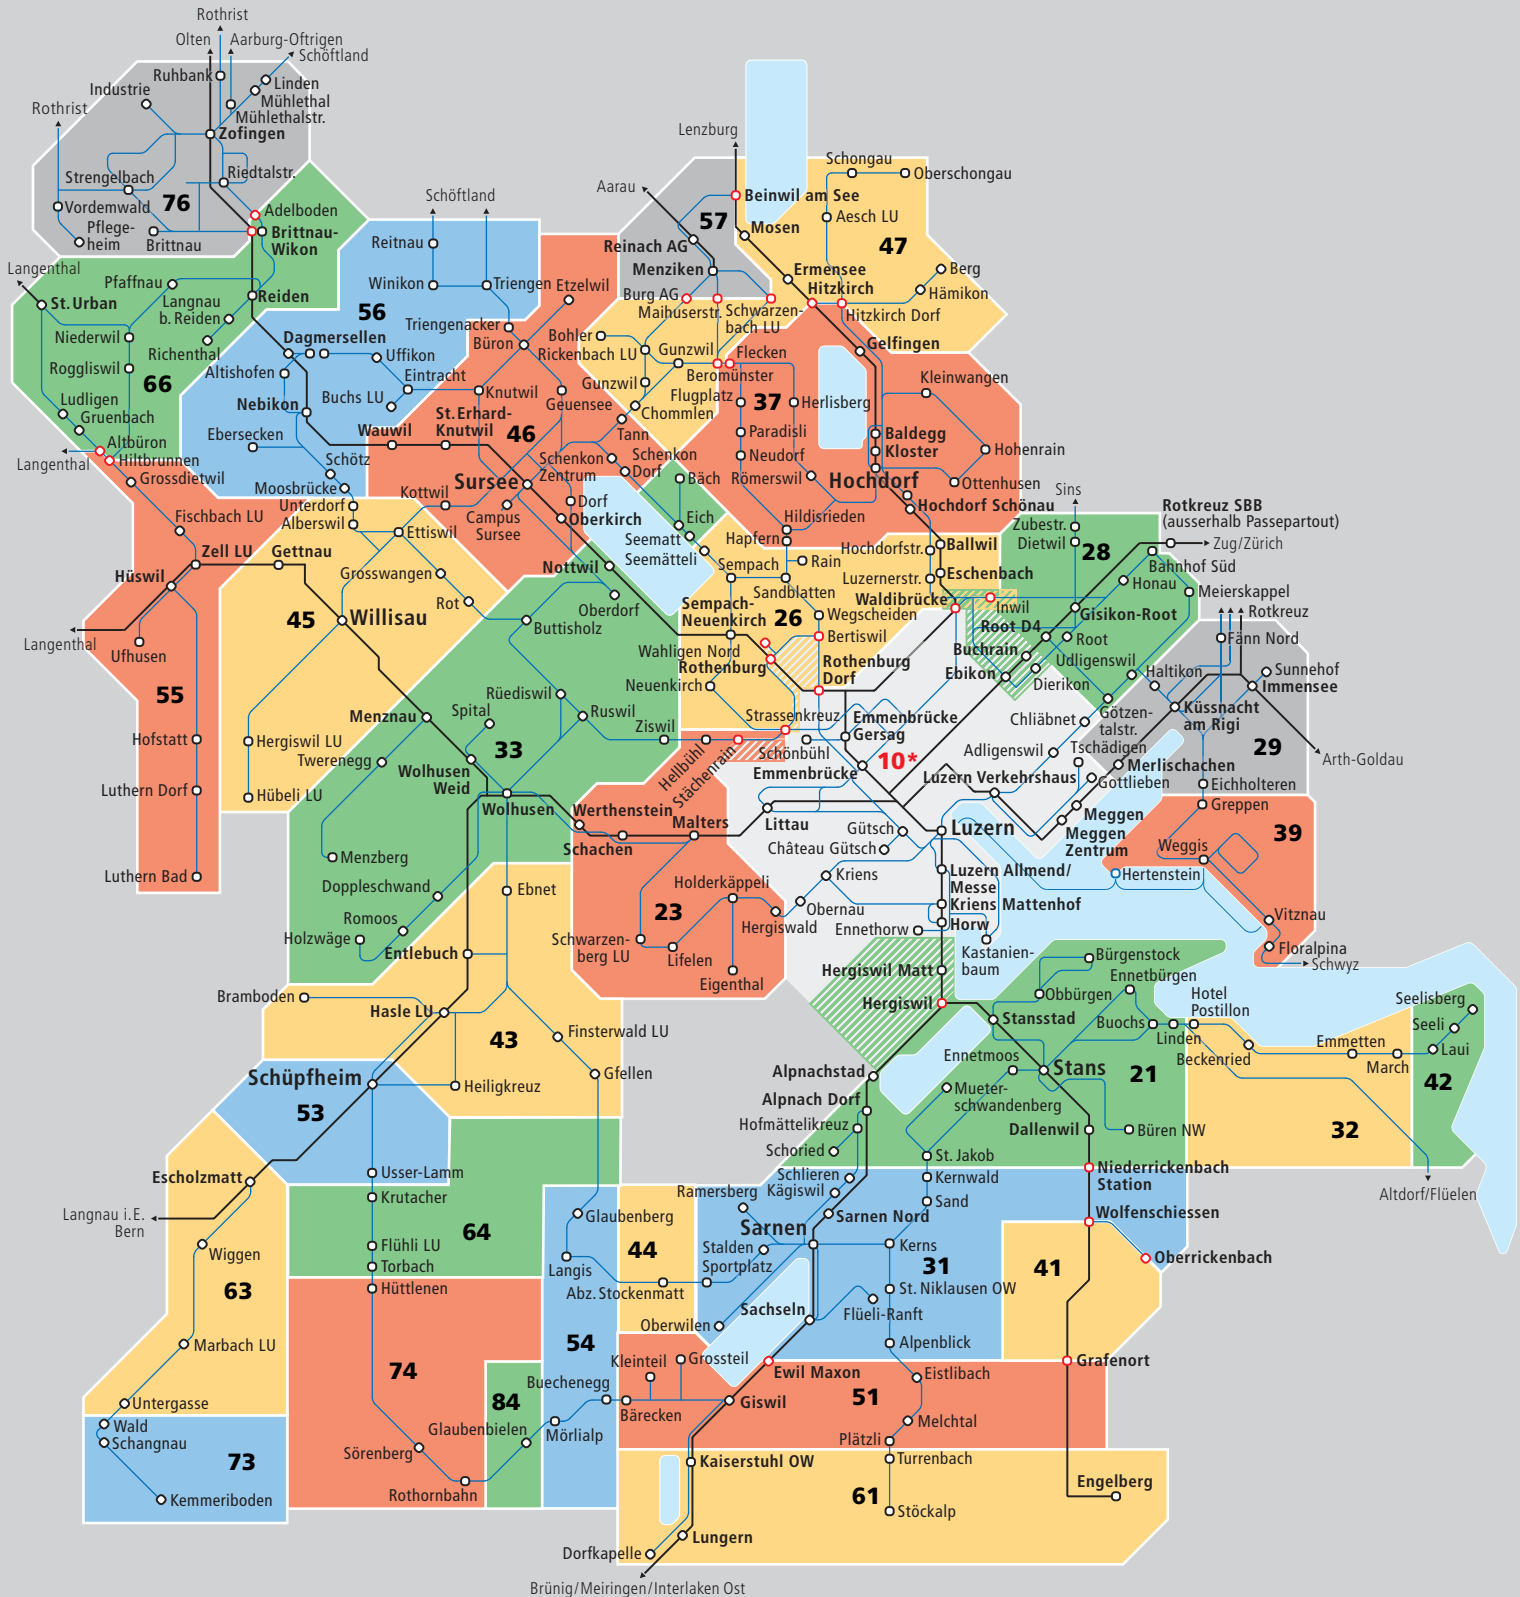 Rothrist
Olten
Aarburg-Oftrigen
Schöftland
Ruhbank
Linden
Industrie
Mühlethal
Mühlethalstr.
Rothrist
Zofingen
Strengelbach
Riedtalstr.
76
Vordemwald
Adelboden
Pflege-
heim
Brittnau
Brittnau-
Wikon
Langenthal
Pfaffnau
St.Urban
Langnau
b. Reiden
Reiden
Niederwil
Richenthal
Roggliswil
66
Ludligen
Gruenbach
Altbüron
Hiltbrunnen
Langenthal
Grossdietwil
Schöftland
Reitnau
Winikon
Triengen
Etzelwil
56
Triengenacker
Büron
Dagmersellen
Uffikon
Altishofen
Eintracht
Buchs LU
Knutwil
Nebikon
St.Erhard-
Knutwil
Geuensee
Wauwil
46
Ebersecken
Schötz
Moosbrücke
Sursee
Kottwil
Campus
Sursee
Schenkon
Zentrum
Schenkon
Dorf
Tann
Dorf
Oberkirch
Lenzburg
Aarau
57
Beinwil am See
Mosen
Reinach AG
Menziken
Burg AG
Maihuserstr.
Schwarzen-
bach LU
Bohler
Rickenbach LU
Gunzwil
Gunzwil
Flecken
Beromünster
Chommlen
Schongau
Oberschongau
Aesch LU
47
Ermensee
Hitzkirch
Berg
Hämikon
Hitzkirch Dorf
Gelfingen
Kleinwangen
Flugplatz
37
Herlisberg
Paradisli
Neudorf
Römerswil
Baldegg
Kloster
Hohenrain
Hochdorf
Ottenhusen
Hochdorf Schönau
Hildisrieden
Bäch
Eich
Seematt
Seemätteli
Hapfern
Rain
Sempach
Sandblatten
Hochdorfstr.
Ballwil
Luzernerstr.
Eschenbach
Waldibrücke
Inwil
Sins
Zubestr.
Dietwil
28
Rotkreuz SBB
(ausserhalb Passepartout)
Zug/Zürich
Bahnhof Süd
Honau
Meierskappel
Rotkreuz
Gisikon-Root
Root D4
Root
Buchrain
Udligenswil
Ebikon
Dierikon
Fänn Nord
Haltikon
Sunnehof
Immensee
Küssnacht
am Rigi
29
Arth-Goldau
Götzen-
talstr.
Chliäbnet
Adligenswil
Tschädigen
Merlischachen
Gottlieben
Eichholteren
Meggen
Meggen
Zentrum
Greppen
39
Weggis
Hertenstein
Vitznau
Floralpina
Schwyz
Unterdorf
Alberswil
Fischbach LU
Ettiswil
Zell LU
Gettnau
Hüswil
Grosswangen
Rot
45
Willisau
Langenthal
Ufhusen
55
Hofstatt
Luthern Dorf
Luthern Bad
Hergiswil LU
Hübeli LU
Nottwil
Oberdorf
Buttisholz
Sempach-
Neuenkirch
26
Wegscheiden
Bertiswil
Wahligen Nord
Rothenburg
Rothenburg
Dorf
Neuenkirch
Rüediswil
Ruswil
Menznau
Spital
Ziswil
33
Twerenegg
Wolhusen
Weid
Wolhusen
Menzberg
Doppleschwand
Romoos
Holzwäge
Strassenkreuz
Hellbühl
Stächenrain
Schönbühl
Emmenbrücke
Gersag
10*
Emmenbrücke
Luzern Verkehrshaus
Werthenstein
Schachen
Malters
Littau
Gütsch
Luzern
Château Gütsch
Kriens
Luzern Allmend/
Messe
Kriens Mattenhof
Holderkäppeli
Obernau
Horw
Ennethorw
23
Hergiswald
Schwarzen-
berg LU
Lifelen
Eigenthal
Kastanien-
baum
Hergiswil Matt
Hergiswil
Ebnet
Entlebuch
Bramboden
Hasle LU
43
Finsterwald LU
Gfellen
Heiligkreuz
Schüpfheim
53
Escholzmatt
Usser-Lamm
Krutacher
Langnau i.E.
Bern
Wiggen
63
Flühli LU
64
Torbach
Hüttlenen
Marbach LU
Untergasse
Wald
Schangnau
73
Kemmeriboden
74
Sörenberg
Rothornbahn
84
Glaubenbielen
Mörlialp
Buechenegg
54
Glaubenberg
Langis
44
Abz. Stockenmatt
Bürgenstock
Ennetbürgen
Obbürgen
Stansstad
Buochs
Linden
Hotel
Postillon
Beckenried
Emmetten
March
Seelisberg
Seeli
Laui
42
32
Altdorf/Flüelen
Alpnachstad
Ennetmoos
Stans
21
Mueter-
schwandenberg
Alpnach Dorf
Hofmättelikreuz
Schoried
Dallenwil
Büren NW
St. Jakob
Schlieren
Kägiswil
Kernwald
Niederrickenbach
Station
Ramersberg
Sand
Sarnen
Sarnen Nord
Wolfenschiessen
Stalden
Sportplatz
Kerns
31
Oberrickenbach
41
St. Niklausen OW
Flüeli-Ranft
Sachseln
Oberwilen
Alpenblick
Kleinteil
Grossteil
Ewil Maxon
Grafenort
Eistlibach
51
Bärecken
Giswil
Melchtal
Plätzli
Turrenbach
Kaiserstuhl OW
61
Engelberg
Stöckalp
Lungern
Dorfkapelle
Brünig/Meiringen/Interlaken Ost